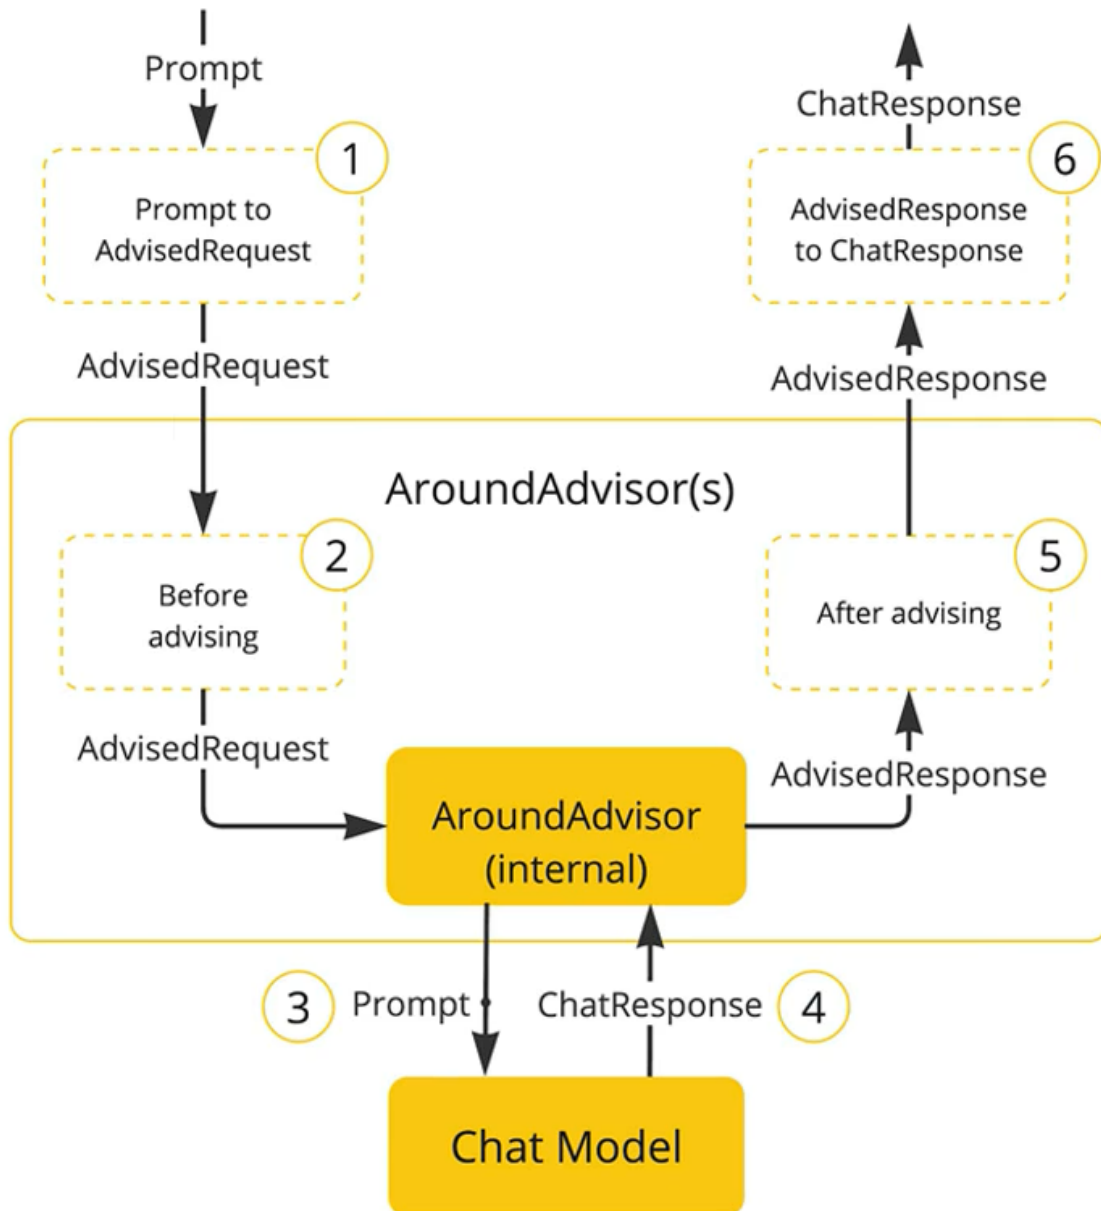 Prompt
ChatResponse
1
6
Prompt to
AdvisedRequest
AdvisedResponse
to ChatResponse
AdvisedRequest
AdvisedResponse
AroundAdvisor(s)
2
5
Before
advising
After advising
AdvisedRequest
AdvisedResponse
AroundAdvisor
(internal)
3
Prompt
ChatResponse
4
Chat Model